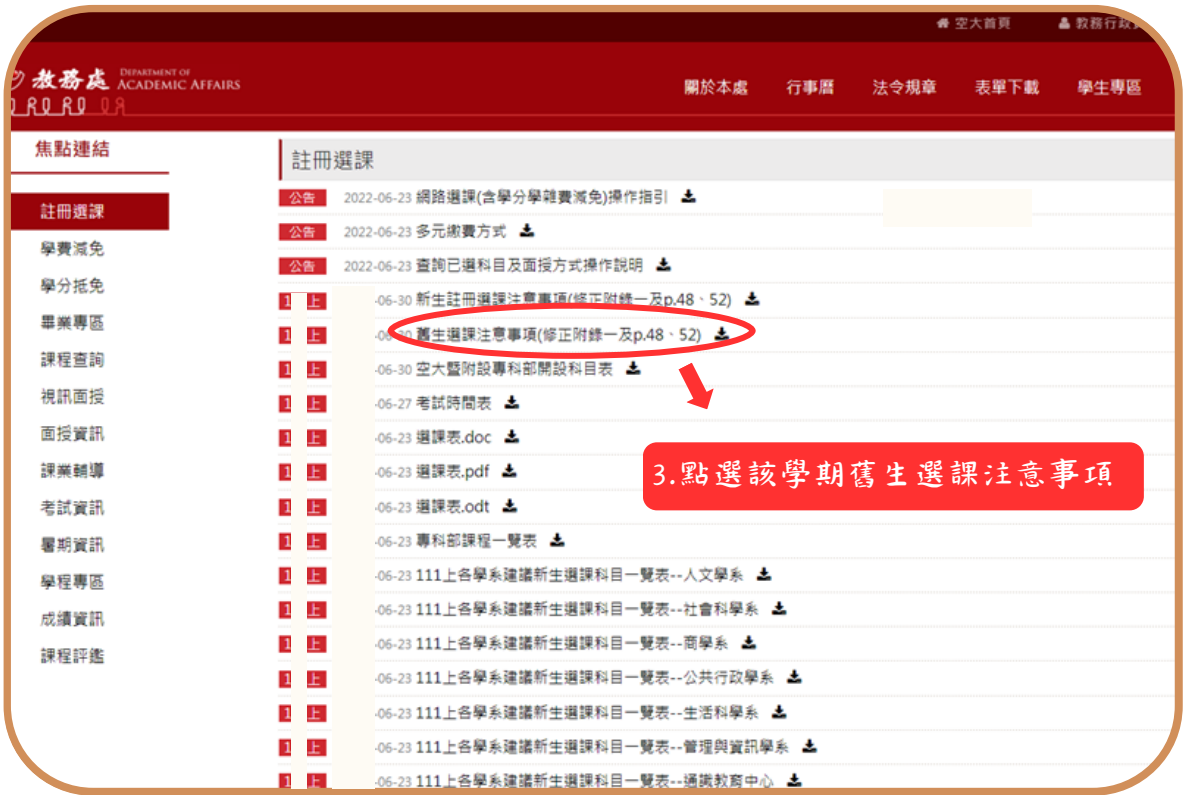 空大首頁 教務行政
教務處 DEPARTMENT OF ACADEMIC AFFAIRS
關於本處 行事曆 法令規章 表單下載 學生專區
焦點連結
註冊選課
學費減免
學分抵免
畢業專區
課程查詢
視訊面授
面授資訊
課業輔導
考試資訊
暑期資訊
學程專區
成績資訊
課程評鑑
註冊選課
公告 2022-06-23 網路選課(含學分學雜費減免)操作指引
公告 2022-06-23 多元繳費方式
公告 2022-06-23 查詢已選科目及面授方式操作說明
1 上 -06-30 新生註冊選課注意事項(修正附錄一及p.48、52)
1 上 -06-30 舊生選課注意事項(修正附錄一及p.48、52)
1 上 -06-30 空大暨附設專科部開設科目表
1 上 -06-27 考試時間表
1 上 -06-23 選課表.doc
1 上 -06-23 選課表.pdf
1 上 -06-23 選課表.odt
1 上 -06-23 專科部課程一覽表
1 上 -06-23 111上各學系建議新生選課科目一覽表--人文學系
1 上 -06-23 111上各學系建議新生選課科目一覽表--社會科學系
1 上 -06-23 111上各學系建議新生選課科目一覽表--商學系
1 上 -06-23 111上各學系建議新生選課科目一覽表--公共行政學系
1 上 -06-23 111上各學系建議新生選課科目一覽表--生活科學系
1 上 -06-23 111上各學系建議新生選課科目一覽表--管理與資訊學系
1 上 -06-23 111上各學系建議新生選課科目一覽表--通識教育中心
3.點選該學期舊生選課注意事項